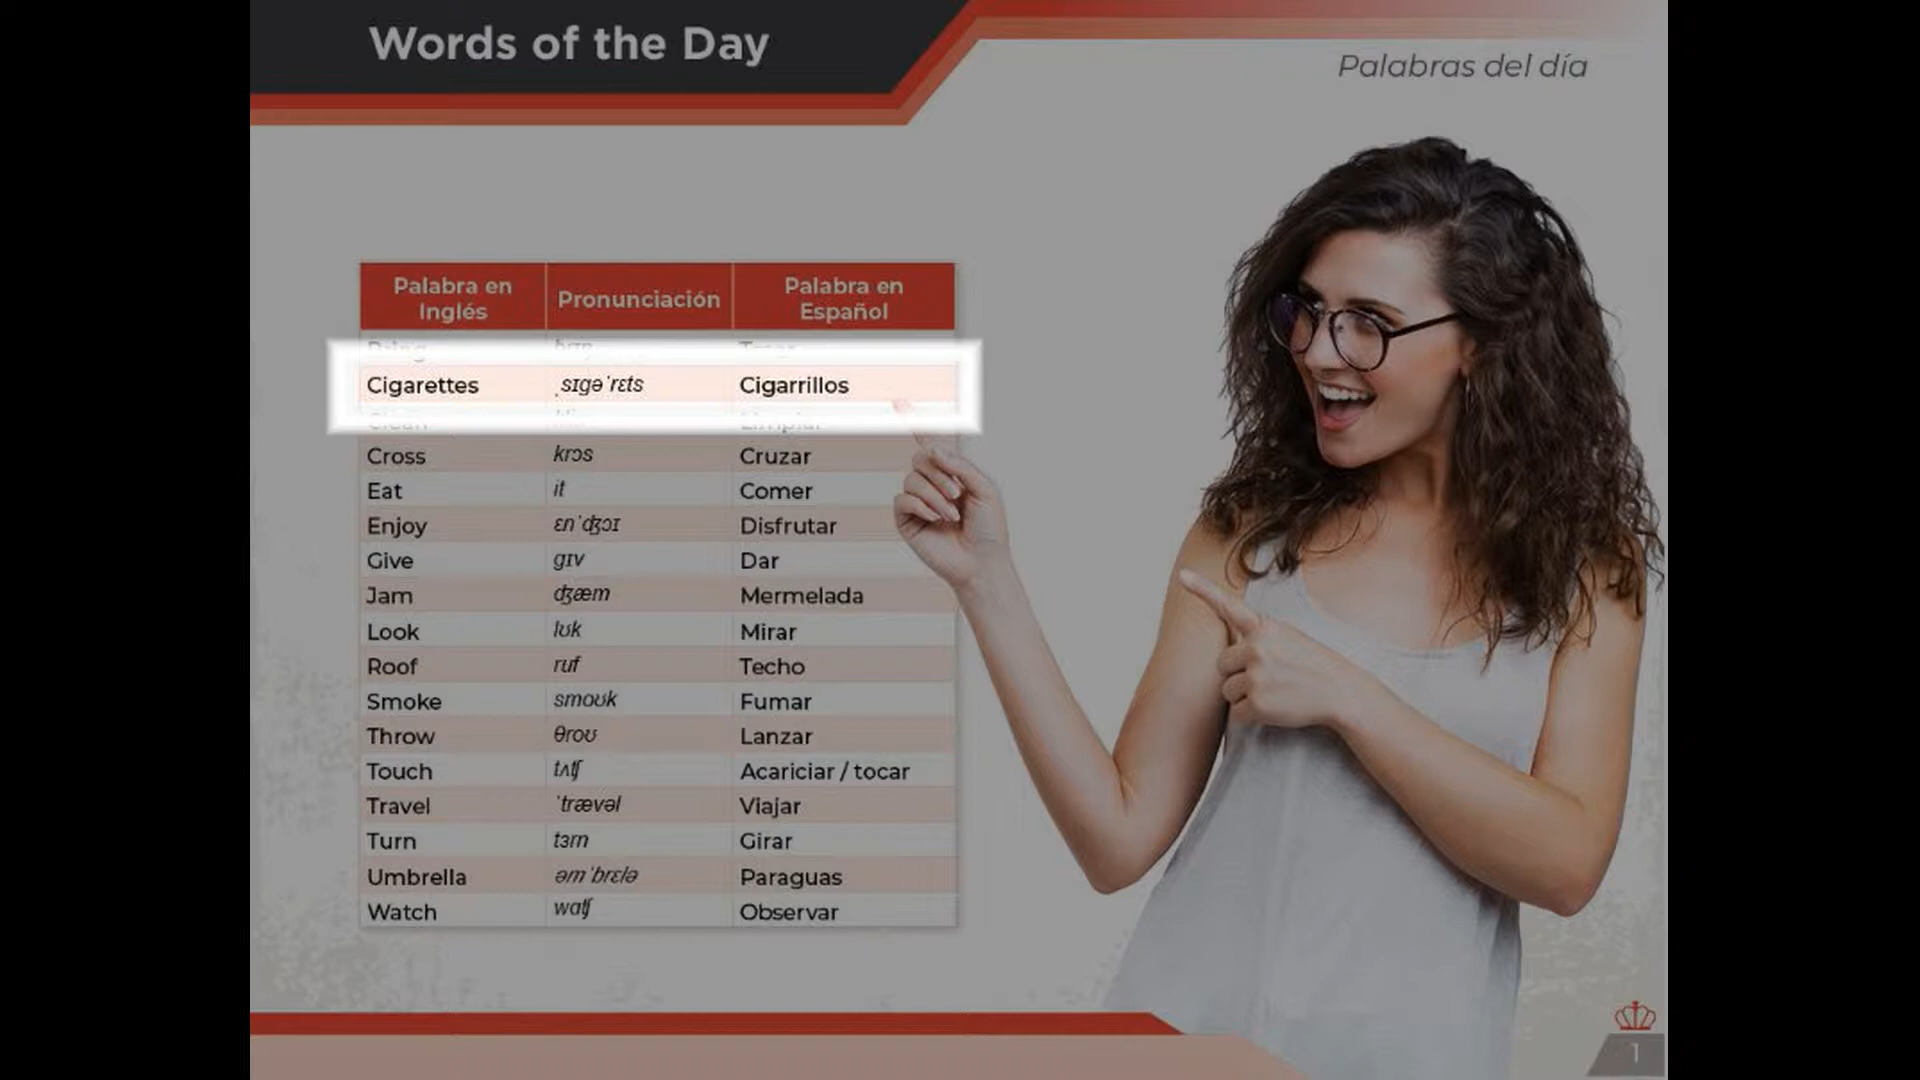 Words of the Day
Palabras del día
Palabra en Inglés Pronunciación Palabra en Español
Cigarettes ˌsɪgəˈrɛts Cigarrillos
Cross krɔs Cruzar
Eat it Comer
Enjoy ɛnˈʤɔɪ Disfrutar
Give gɪv Dar
Jam ʤæm Mermelada
Look lʊk Mirar
Roof ruf Techo
Smoke smoʊk Fumar
Throw θroʊ Lanzar
Touch tʌʧ Acariciar / tocar
Travel ˈtrævəl Viajar
Turn tɜrn Girar
Umbrella əmˈbrɛlə Paraguas
Watch wɑʧ Observar
1